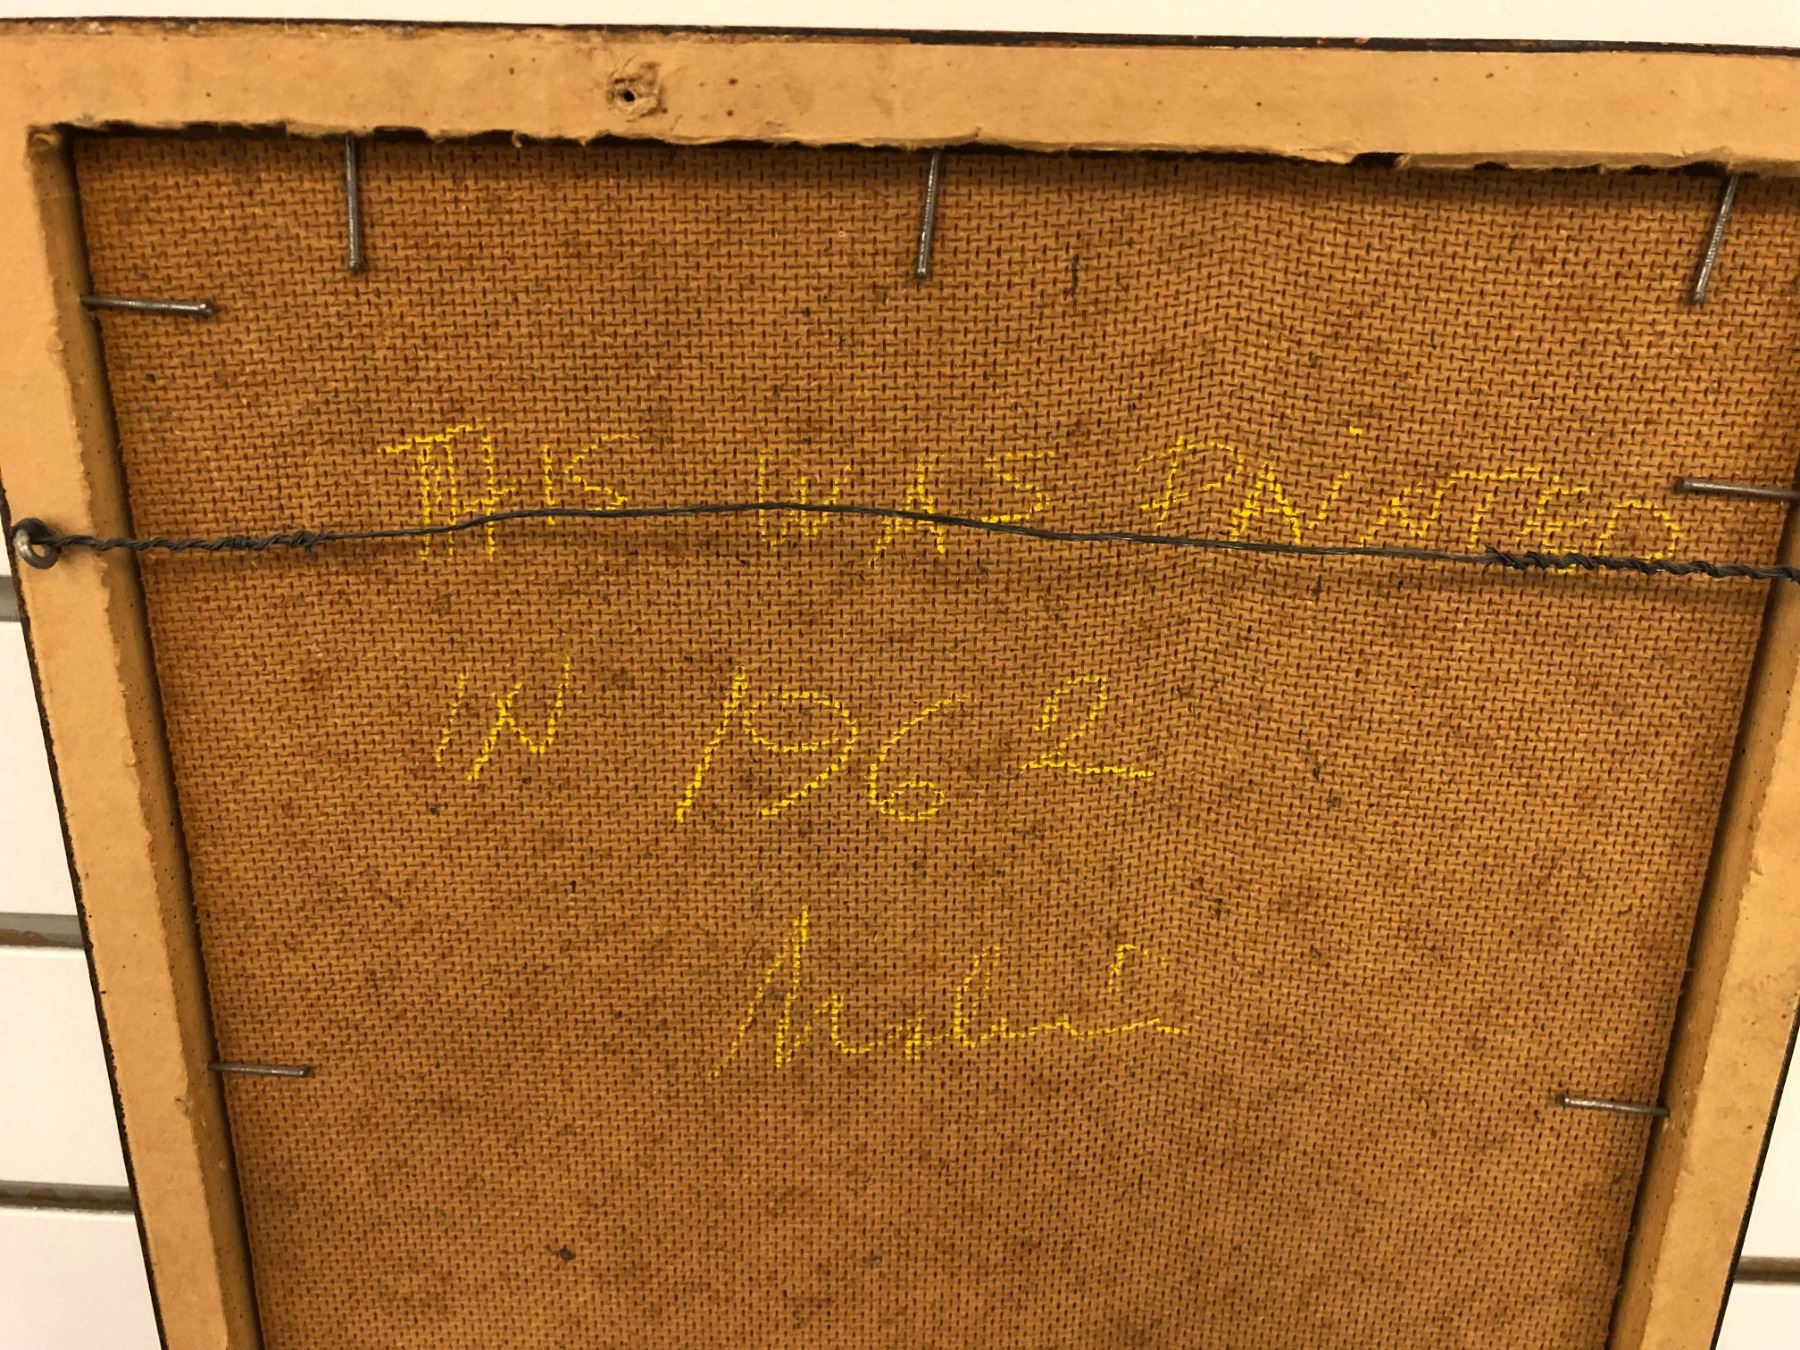 THIS WAS PAiNTED
IN 1962